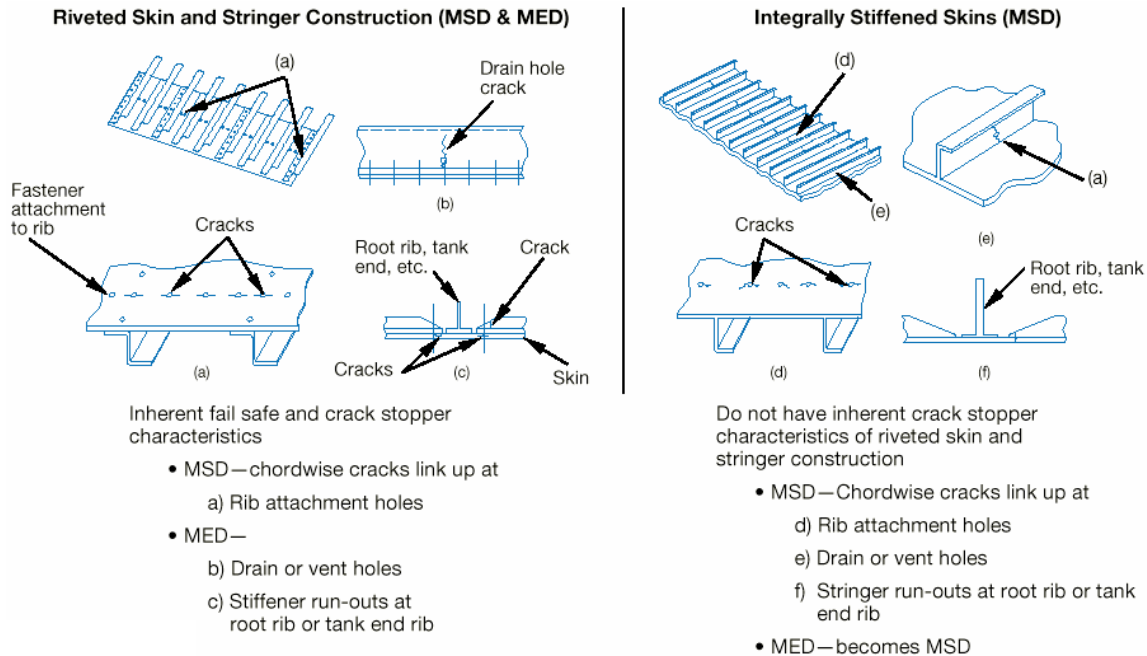 Riveted Skin and Stringer Construction (MSD & MED)
(a)
Drain hole
crack
(b)
Fastener
attachment
to rib
Cracks
(a)
Root rib, tank
end, etc.
Crack
Cracks
(c)
Skin
Inherent fail safe and crack stopper
characteristics
• MSD—chordwise cracks link up at
a) Rib attachment holes
• MED—
b) Drain or vent holes
c) Stiffener run-outs at
root rib or tank end rib
Integrally Stiffened Skins (MSD)
(d)
(e)
(a)
(e)
Cracks
(d)
Root rib, tank
end, etc.
(f)
Do not have inherent crack stopper
characteristics of riveted skin and
stringer construction
• MSD—Chordwise cracks link up at
d) Rib attachment holes
e) Drain or vent holes
f) Stringer run-outs at root rib or tank
end rib
• MED—becomes MSD